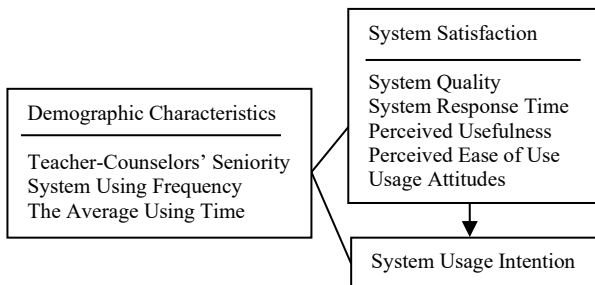 Demographic Characteristics
Teacher-Counselors’ Seniority
System Using Frequency
The Average Using Time
System Satisfaction
System Quality
System Response Time
Perceived Usefulness
Perceived Ease of Use
Usage Attitudes
System Usage Intention